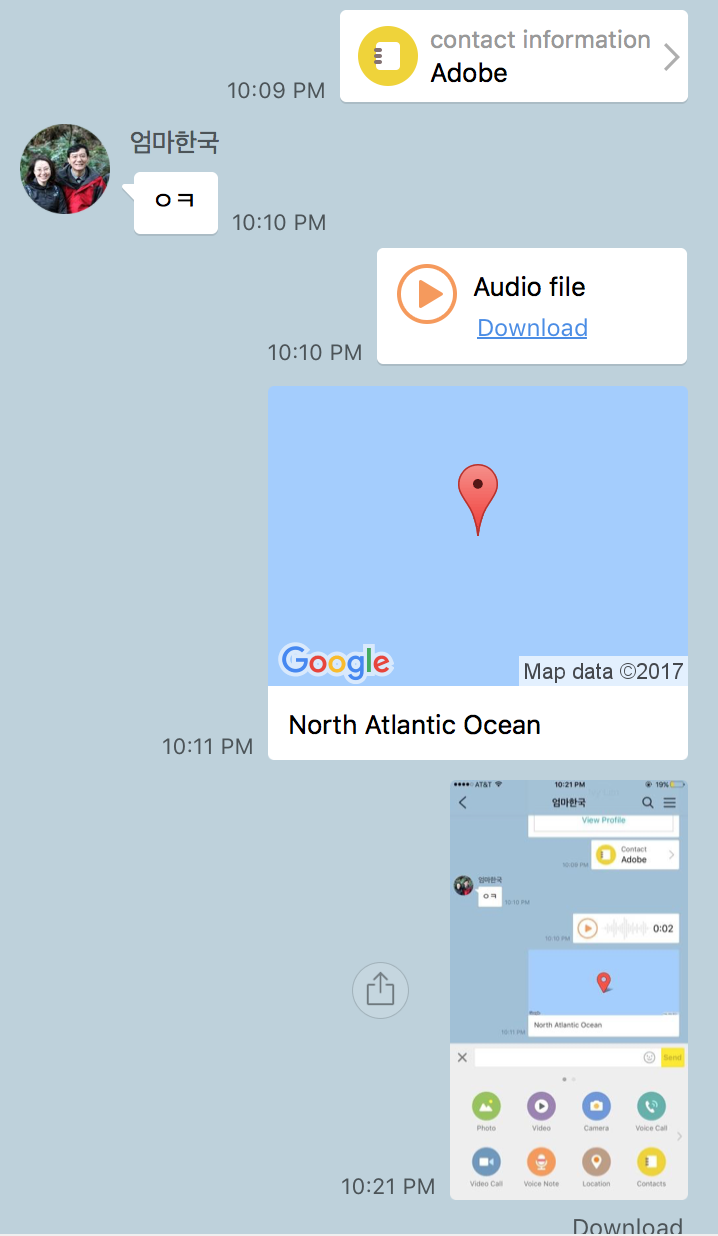 contact information
Adobe
10:09 PM
엄마한국
ㅇㅋ
10:10 PM
Audio file
Download
10:10 PM
Google
Map data ©2017
North Atlantic Ocean
10:11 PM
AT&T 10:21 PM 19%
엄마한국
View Profile
Contact
Adobe
10:09 PM
엄마한국
ㅇㅋ
10:10 PM
0:02
10:10 PM
North Atlantic Ocean
10:11 PM
Send
Photo Video Camera Voice Call
Video Call Voice Note Location Contacts
10:21 PM
Download